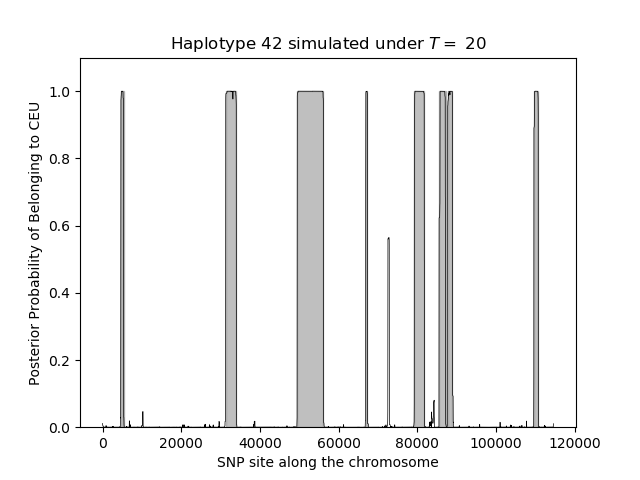 Haplotype 42 simulated under T = 20
1.0
0.8
0.6
0.4
0.2
0.0
Posterior Probability of Belonging to CEU
0 20000 40000 60000 80000 100000 120000
SNP site along the chromosome